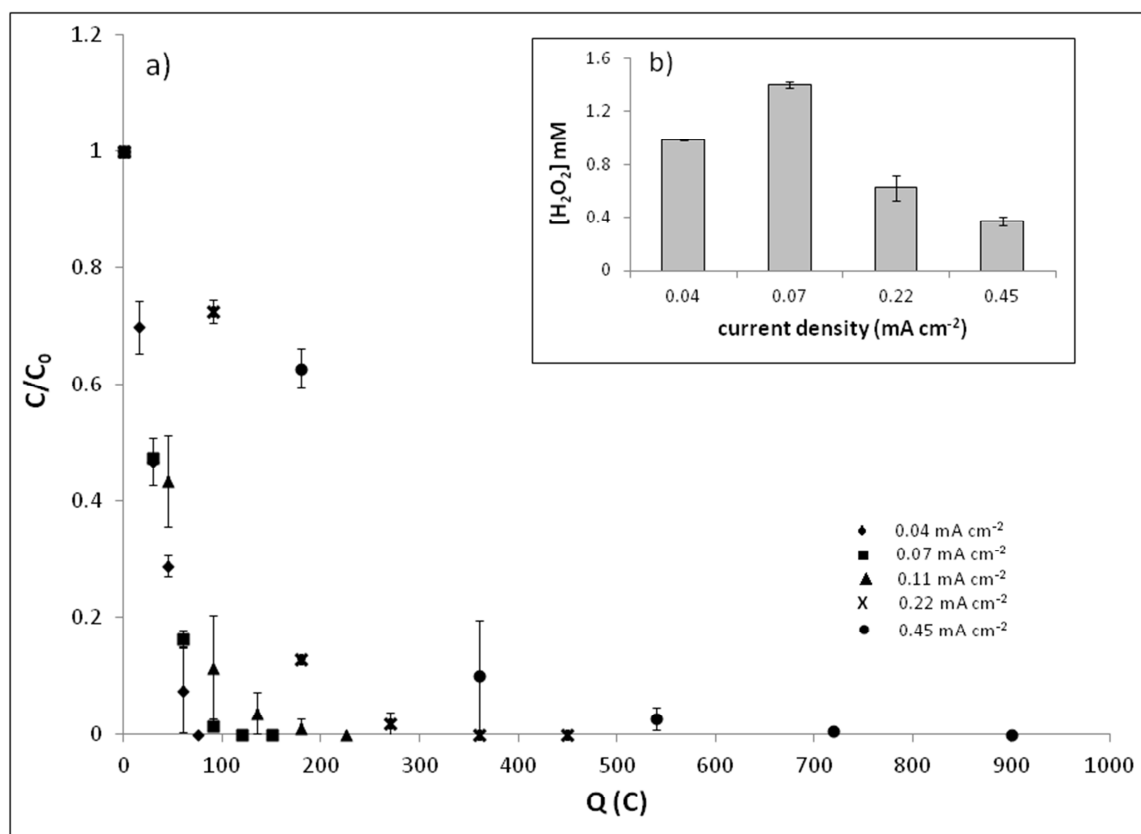 a)
1.2
1
0.8
0.6
0.4
0.2
0
C/C₀
0 100 200 300 400 500 600 700 800 900 1000
Q (C)
b)
1.6
1.2
0.8
0.4
0
[H₂O₂] mM
0.04 0.07 0.22 0.45
current density (mA cm⁻²)
0.04 mA cm⁻²
0.07 mA cm⁻²
0.11 mA cm⁻²
0.22 mA cm⁻²
0.45 mA cm⁻²